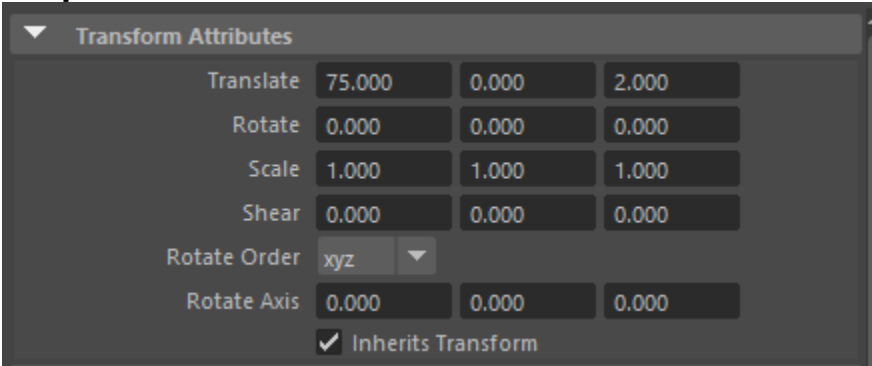 Transform Attributes
Translate 75.000 0.000 2.000
Rotate 0.000 0.000 0.000
Scale 1.000 1.000 1.000
Shear 0.000 0.000 0.000
Rotate Order xyz
Rotate Axis 0.000 0.000 0.000
Inherits Transform